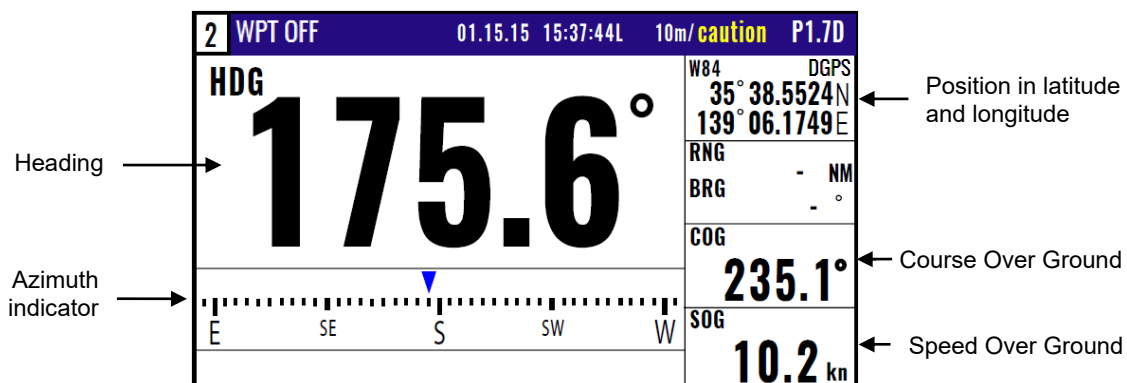 2 WPT OFF 01.15.15 15:37:44L 10m/ caution P1.7D
HDG
175.6°
W84 DGPS
35° 38.5524N
139° 06.1749E
RNG - NM
BRG - °
COG
235.1°
SOG
10.2 kn
E SE S SW W
Heading
Azimuth
indicator
Position in latitude
and longitude
Course Over Ground
Speed Over Ground